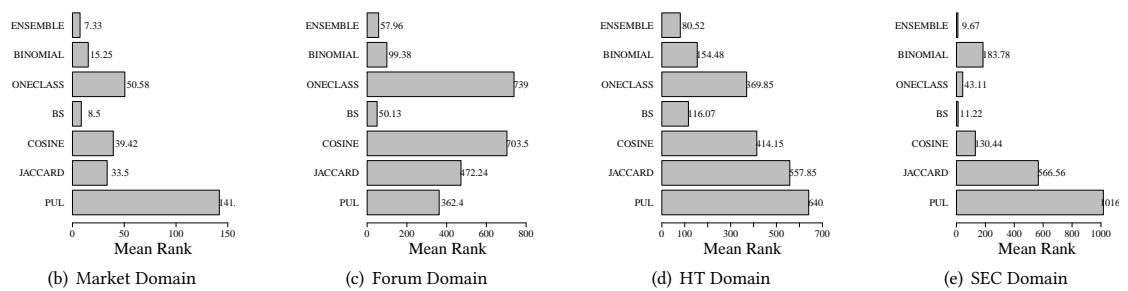 ENSEMBLE 7.33
BINOMIAL 15.25
ONECLASS 50.58
BS 8.5
COSINE 39.42
JACCARD 33.5
PUL 141.
0 50 100 150
Mean Rank
(b) Market Domain
ENSEMBLE 57.96
BINOMIAL 99.38
ONECLASS 739
BS 50.13
COSINE 703.5
JACCARD 472.24
PUL 362.4
0 200 400 600 800
Mean Rank
(c) Forum Domain
ENSEMBLE 80.52
BINOMIAL 154.48
ONECLASS 369.85
BS 116.07
COSINE 414.15
JACCARD 557.85
PUL 640
0 100 300 500 700
Mean Rank
(d) HT Domain
ENSEMBLE 9.67
BINOMIAL 183.78
ONECLASS 43.11
BS 11.22
COSINE 130.44
JACCARD 566.56
PUL 1016
0 200 400 600 800 1000
Mean Rank
(e) SEC Domain